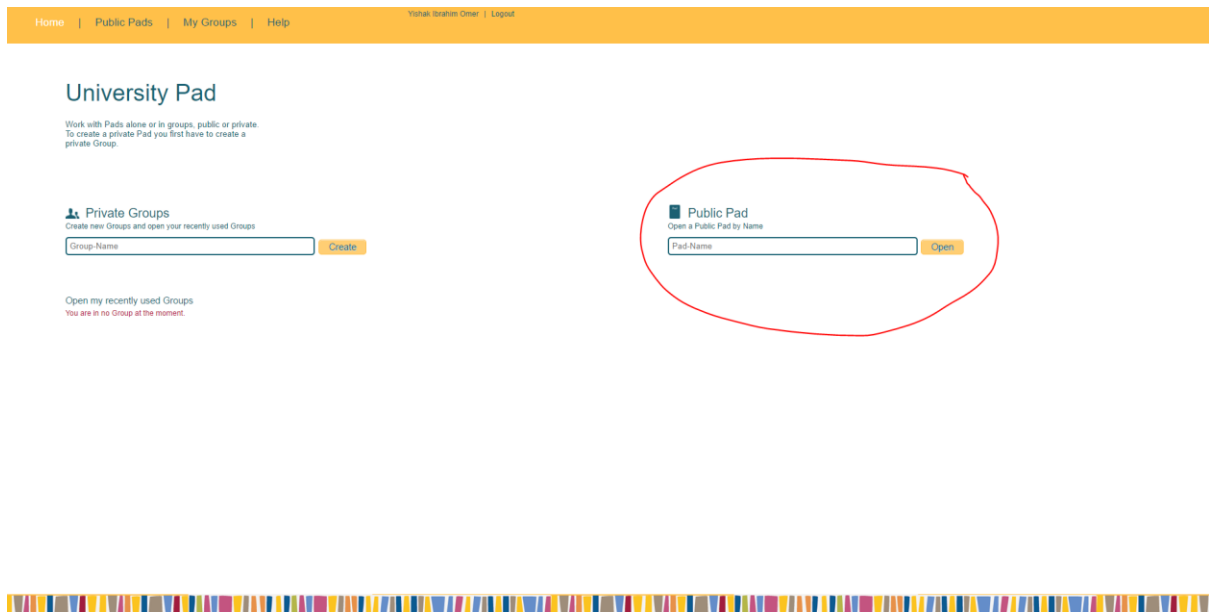 Home | Public Pads | My Groups | Help
Yishak Ibrahim Omer | Logout
University Pad
Work with Pads alone or in groups, public or private.
To create a private Pad you first have to create a
private Group.
Private Groups
Create new Groups and open your recently used Groups
Group-Name
Create
Open my recently used Groups
You are in no Group at the moment.
Public Pad
Open a Public Pad by Name
Pad-Name
Open